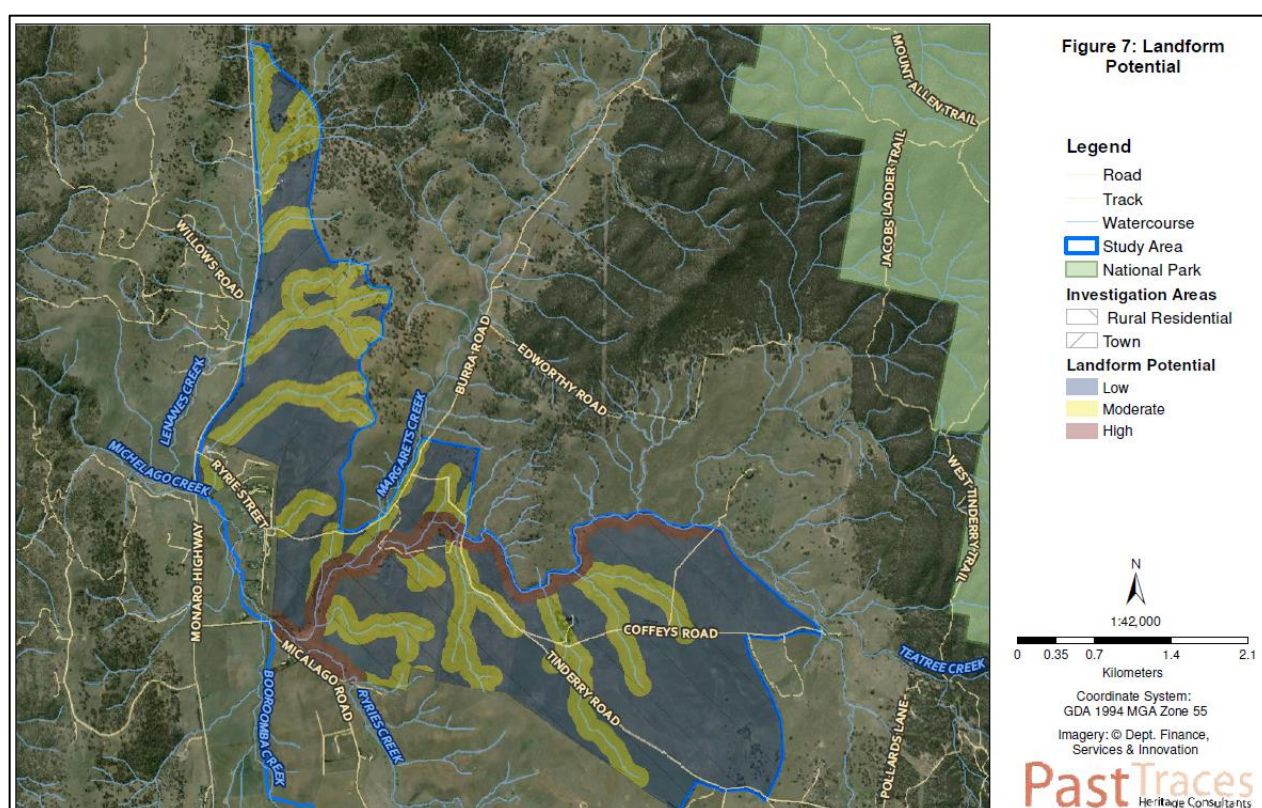 Figure 7: Landform
Potential
Legend
Road
Track
Watercourse
Study Area
National Park
Investigation Areas
Rural Residential
Town
Landform Potential
Low
Moderate
High
N
1:42,000
0 0.35 0.7 1.4 2.1
Kilometers
Coordinate System:
GDA 1994 MGA Zone 55
Imagery: © Dept. Finance,
Services & Innovation
PastTraces
Heritage Consultants
MOUNT ALLEN TRAIL
JACOBS LADDER TRAIL
WILLOWS ROAD
BURRA ROAD
EDWORTHY ROAD
LENANES CREEK
MARGARETS CREEK
MICHELAGO CREEK
RYRIE STREET
WEST TINDERRY TRAIL
MONARO HIGHWAY
COFFEYS ROAD
MICALAGO ROAD
TINDERRY ROAD
TEATREE CREEK
BOOROOMBA CREEK
RYRIES CREEK
POLLARDS LANE